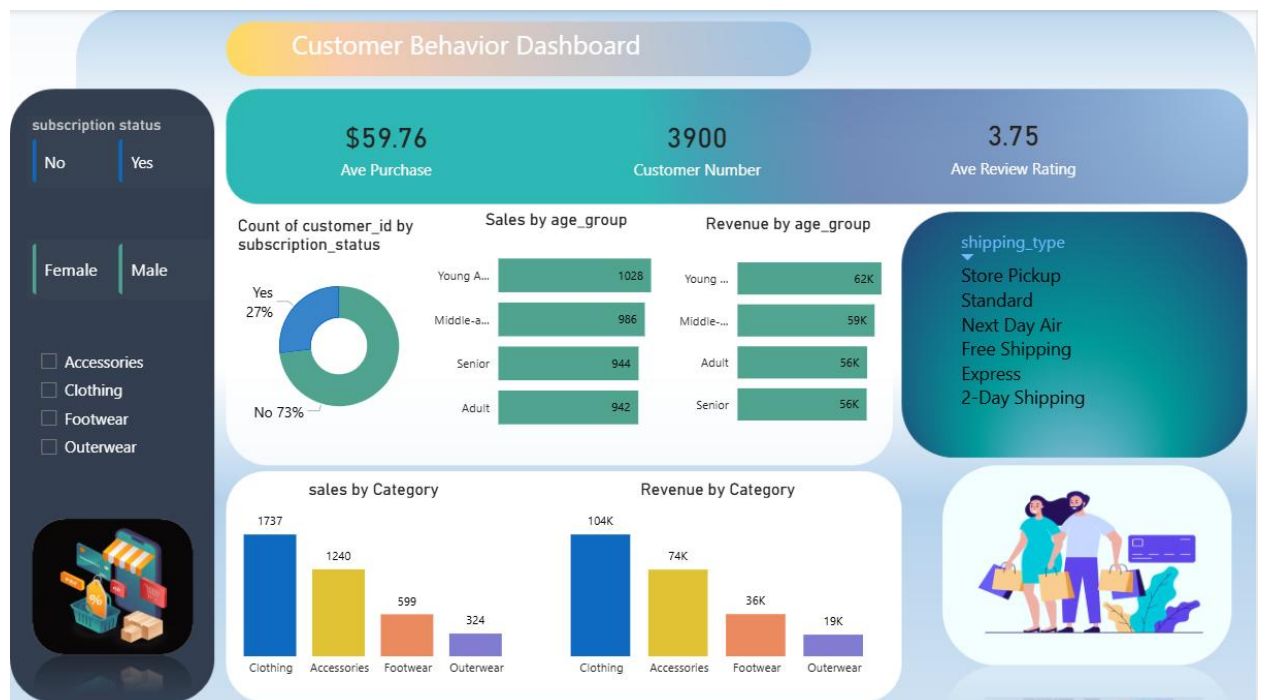 Customer Behavior Dashboard
subscription status
No
Yes
Female
Male
Accessories
Clothing
Footwear
Outerwear
$59.76
Ave Purchase
3900
Customer Number
3.75
Ave Review Rating
Count of customer_id by
subscription_status
Yes
27%
No 73%
Sales by age_group
Young A...
1028
Middle-a...
986
Senior
944
Adult
942
Revenue by age_group
Young ...
62K
Middle-...
59K
Adult
56K
Senior
56K
shipping_type
Store Pickup
Standard
Next Day Air
Free Shipping
Express
2-Day Shipping
sales by Category
1737
1240
599
324
Clothing
Accessories
Footwear
Outerwear
Revenue by Category
104K
74K
36K
19K
Clothing
Accessories
Footwear
Outerwear
%